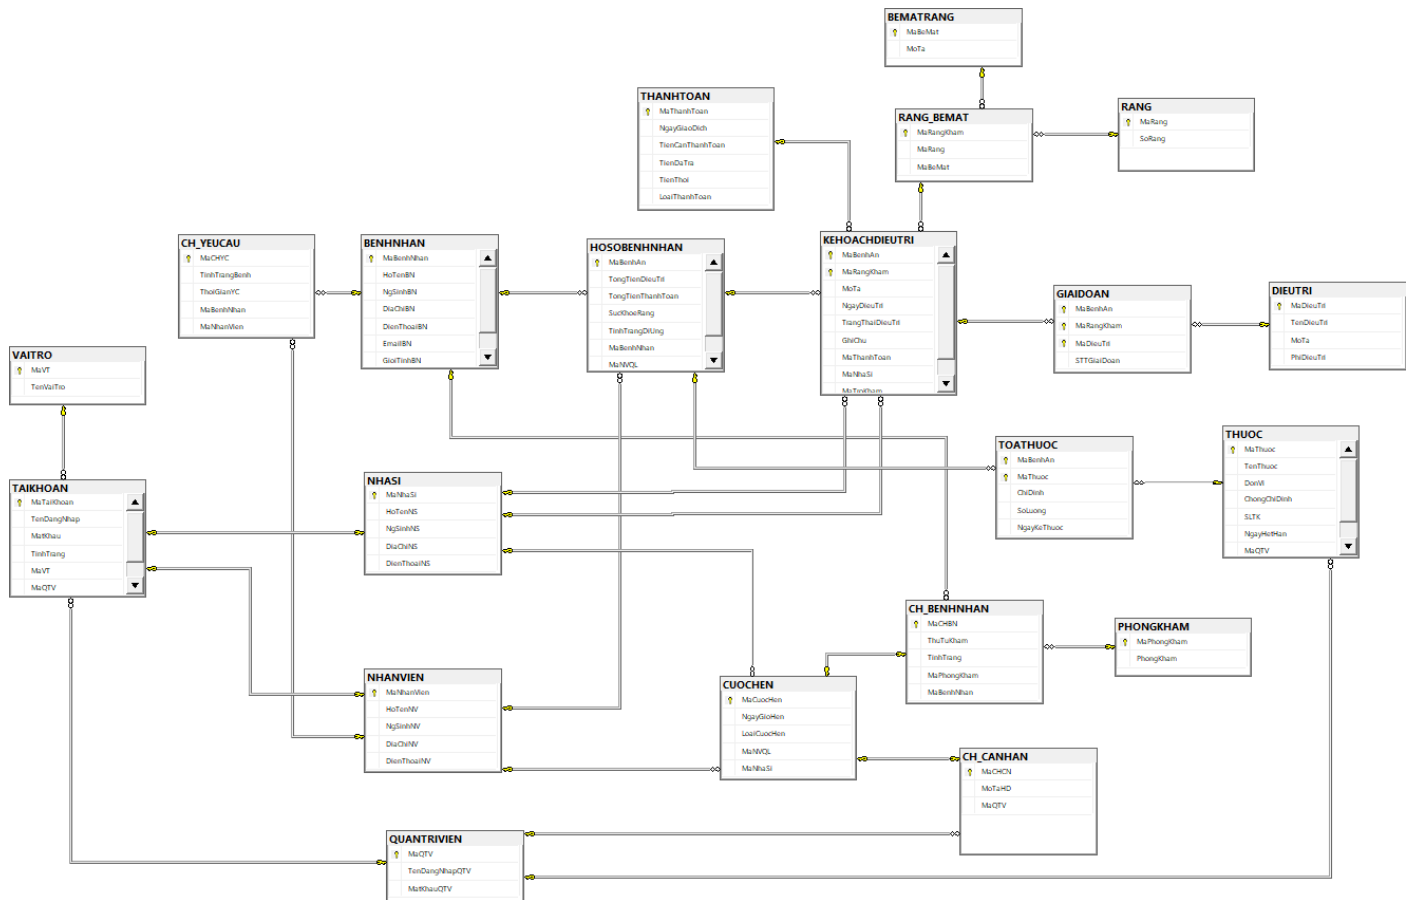 BEMATRANG
MaBeMat
MoTa
THANHTOAN
MaThanhToan
NgayGiaoDich
TienCanThanhToan
TienDaTra
TienThoi
LoaiThanhToan
RANG_BEMAT
MaRangKham
MaRang
MaBeMat
RANG
MaRang
SoRang
CH_YEUCAU
MaCHYC
TinhTrangBenh
ThoiGianYC
MaBenhNhan
MaNhanVien
BENHNHAN
MaBenhNhan
HoTenBN
NgSinhBN
DiaChiBN
DienThoaiBN
EmailBN
GioiTinhBN
HOSOBENHNHAN
MaBenhAn
TongTienDieuTri
TongTienThanhToan
SucKhoeRang
TinhTrangDiUng
MaBenhNhan
MaNVQL
KEHOACHDIEUTRI
MaBenhAn
MaRangKham
MoTa
NgayDieuTri
TrangThaiDieuTri
GhiChu
MaThanhToan
MaNhaSi
MaTroKham
GIAIDOAN
MaBenhAn
MaRangKham
MaDieuTri
STTGiaiDoan
DIEUTRI
MaDieuTri
TenDieuTri
MoTa
PhiDieuTri
VAITRO
MaVT
TenVaiTro
TAIKHOAN
MaTaiKhoan
TenDangNhap
MatKhau
TinhTrang
MaVT
MaQTV
NHASI
MaNhaSi
HoTenNS
NgSinhNS
DiaChiNS
DienThoaiNS
TOATHUOC
MaBenhAn
MaThuoc
ChiDinh
SoLuong
NgayKeThuoc
THUOC
MaThuoc
TenThuoc
DonVi
ChongChiDinh
SLTK
NgayHetHan
MaQTV
CH_BENHNHAN
MaCHBN
ThuTuKham
TinhTrang
MaPhongKham
MaBenhNhan
PHONGKHAM
MaPhongKham
PhongKham
NHANVIEN
MaNhanVien
HoTenNV
NgSinhNV
DiaChiNV
DienThoaiNV
CUOCHEN
MaCuocHen
NgayGioHen
LoaiCuocHen
MaNVQL
MaNhaSi
CH_CANHAN
MaCHCN
MoTaHD
MaQTV
QUANTRIVIEN
MaQTV
TenDangNhapQTV
MatKhauQTV